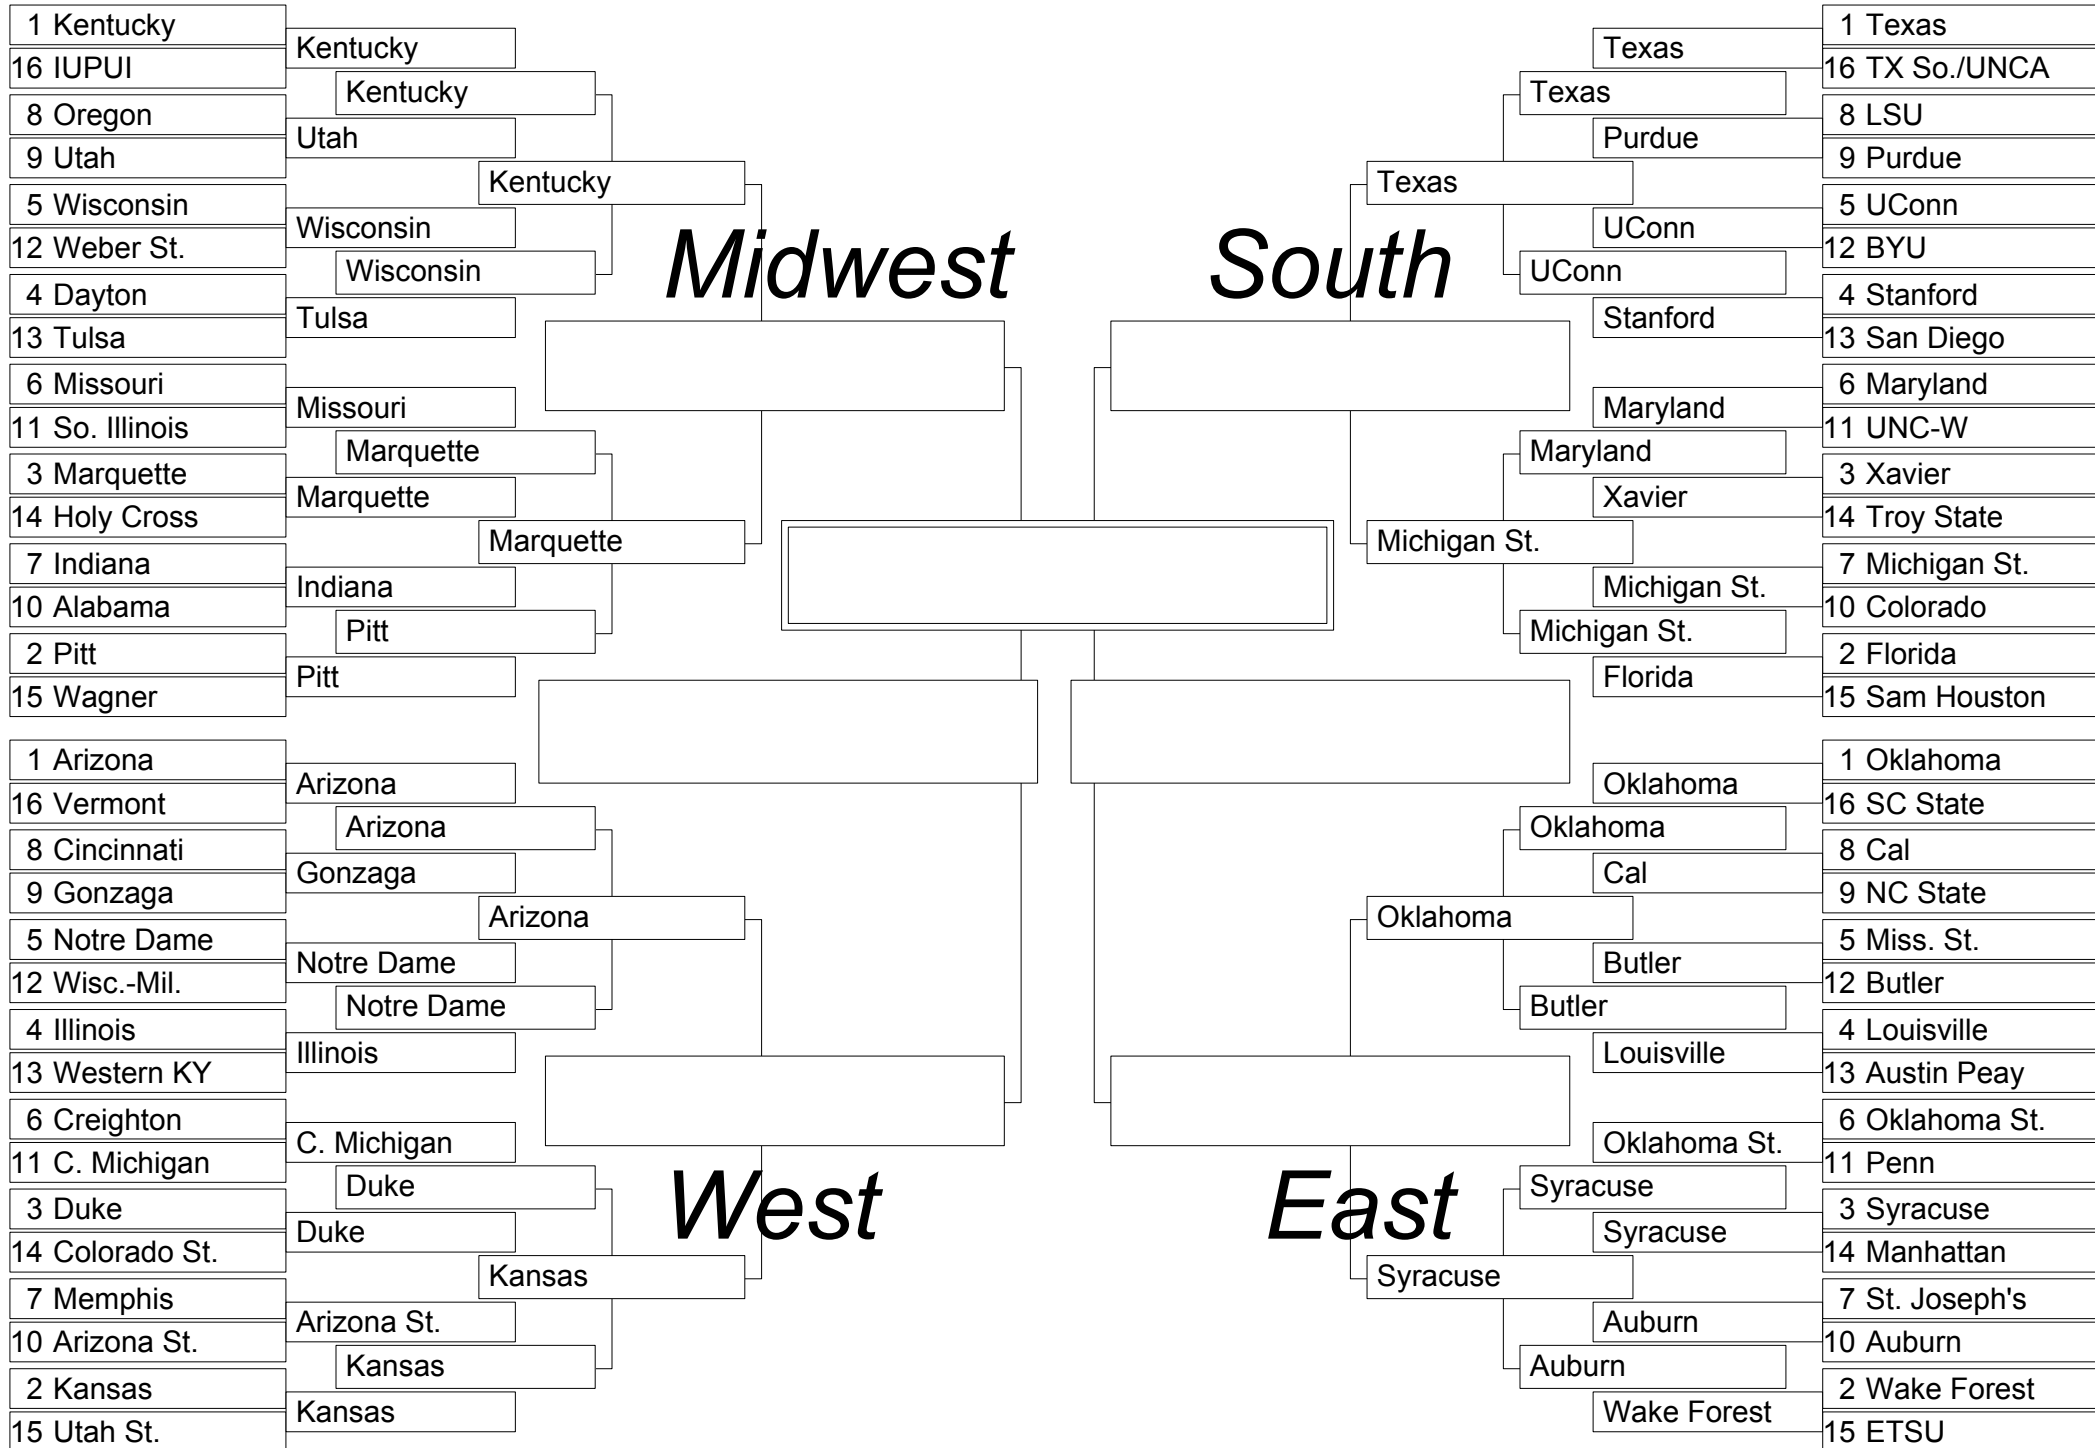 1 Kentucky
16 IUPUI
8 Oregon
9 Utah
5 Wisconsin
12 Weber St.
4 Dayton
13 Tulsa
6 Missouri
11 So. Illinois
3 Marquette
14 Holy Cross
7 Indiana
10 Alabama
2 Pitt
15 Wagner
Kentucky
Utah
Wisconsin
Tulsa
Missouri
Marquette
Indiana
Pitt
Kentucky
Wisconsin
Marquette
Pitt
Kentucky
Marquette
Midwest
1 Arizona
16 Vermont
8 Cincinnati
9 Gonzaga
5 Notre Dame
12 Wisc.-Mil.
4 Illinois
13 Western KY
6 Creighton
11 C. Michigan
3 Duke
14 Colorado St.
7 Memphis
10 Arizona St.
2 Kansas
15 Utah St.
Arizona
Gonzaga
Notre Dame
Illinois
C. Michigan
Duke
Arizona St.
Kansas
Arizona
Notre Dame
Duke
Kansas
Arizona
Kansas
West
South
Texas
Michigan St.
Texas
UConn
Maryland
Michigan St.
Texas
Purdue
UConn
Stanford
Maryland
Xavier
Michigan St.
Florida
1 Texas
16 TX So./UNCA
8 LSU
9 Purdue
5 UConn
12 BYU
4 Stanford
13 San Diego
6 Maryland
11 UNC-W
3 Xavier
14 Troy State
7 Michigan St.
10 Colorado
2 Florida
15 Sam Houston
East
Oklahoma
Syracuse
Oklahoma
Butler
Syracuse
Auburn
Oklahoma
Cal
Butler
Louisville
Oklahoma St.
Syracuse
Auburn
Wake Forest
1 Oklahoma
16 SC State
8 Cal
9 NC State
5 Miss. St.
12 Butler
4 Louisville
13 Austin Peay
6 Oklahoma St.
11 Penn
3 Syracuse
14 Manhattan
7 St. Joseph's
10 Auburn
2 Wake Forest
15 ETSU